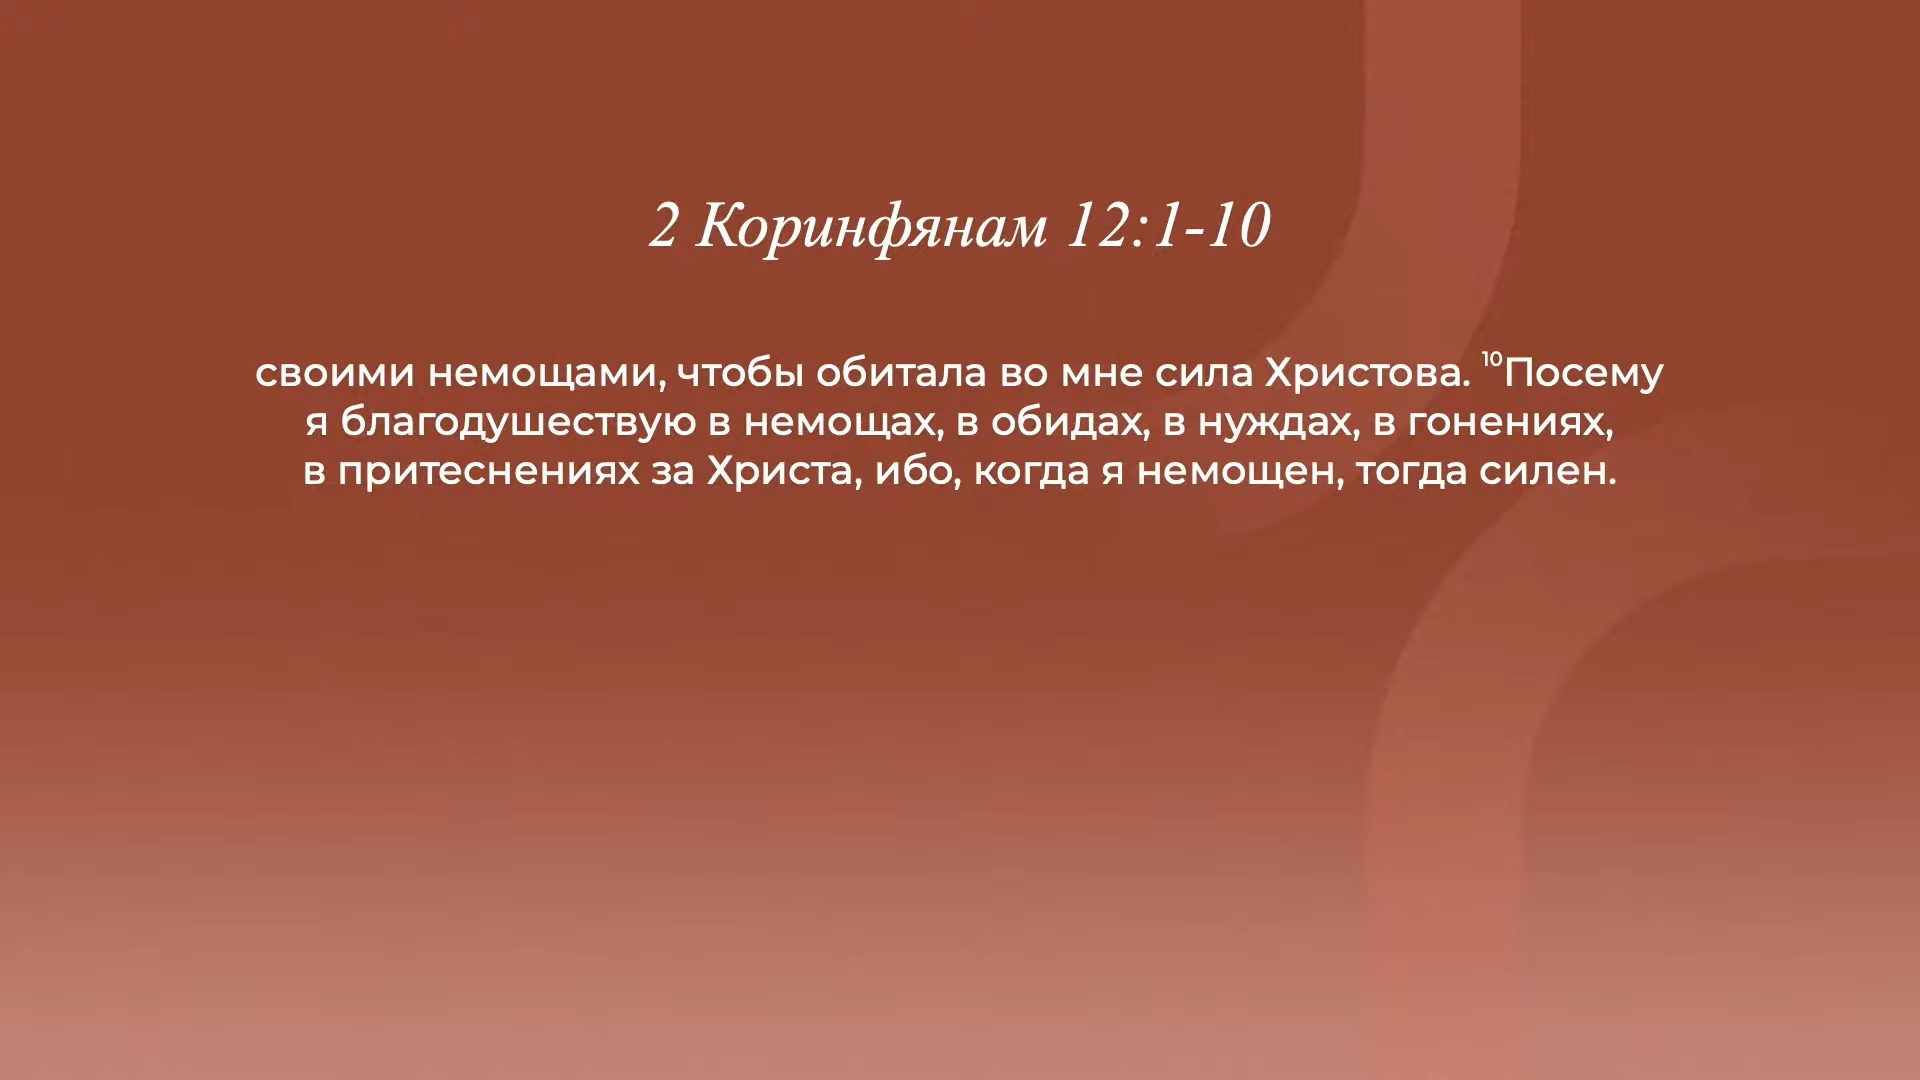 2 Коринфянам 12:1-10
своими немощами, чтобы обитала во мне сила Христова. ¹⁰Посему
я благодушествую в немощах, в обидах, в нуждах, в гонениях,
в притеснениях за Христа, ибо, когда я немощен, тогда силен.